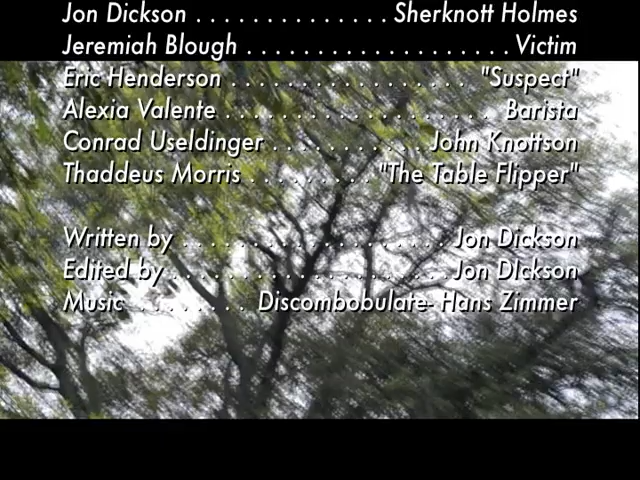 Jon Dickson . . . . . . . . . . . . . . Sherknott Holmes
Jeremiah Blough . . . . . . . . . . . . . . . . . . . Victim
Eric Henderson . . . . . . . . . . . . . . . . . "Suspect"
Alexia Valente . . . . . . . . . . . . . . . . . . . Barista
Conrad Useldinger . . . . . . . . . . . John Knottson
Thaddeus Morris . . . . . . . . . "The Table Flipper"
Written by . . . . . . . . . . . . . . . . . . . Jon Dickson
Edited by . . . . . . . . . . . . . . . . . . . . Jon DIckson
Music . . . . . . . . Discombobulate- Hans Zimmer